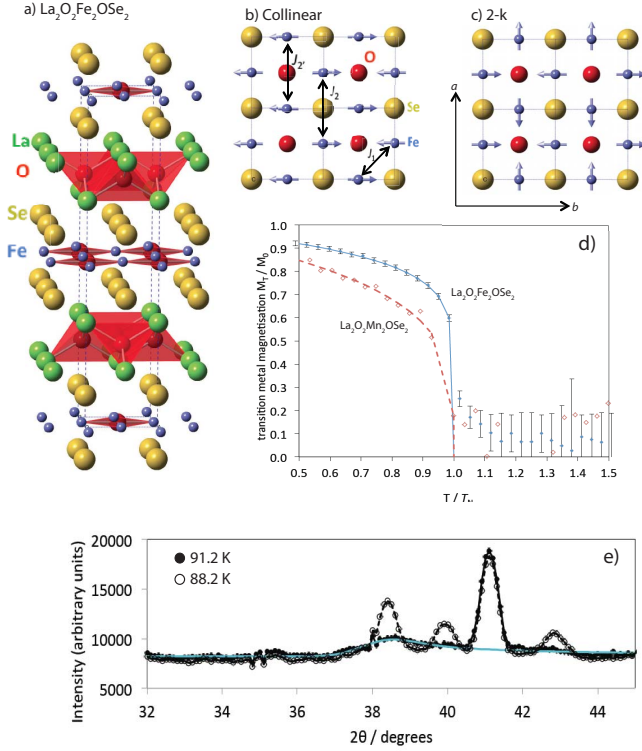 a) La₂O₂Fe₂OSe₂
La
O
Se
Fe
b) Collinear
J₂'
O
J₂
Se
Fe
J₁
c) 2-k
a
b
d)
transition metal magnetisation M_T / M₀
1.0
0.9
0.8
0.7
0.6
0.5
0.4
0.3
0.2
0.1
0.0
La₂O₂Fe₂OSe₂
La₂O₂Mn₂OSe₂
0.5 0.6 0.7 0.8 0.9 1.0 1.1 1.2 1.3 1.4 1.5
T / T
e)
Intensity (arbitrary units)
20000
15000
10000
5000
91.2 K
88.2 K
32 34 36 38 40 42 44
2θ / degrees